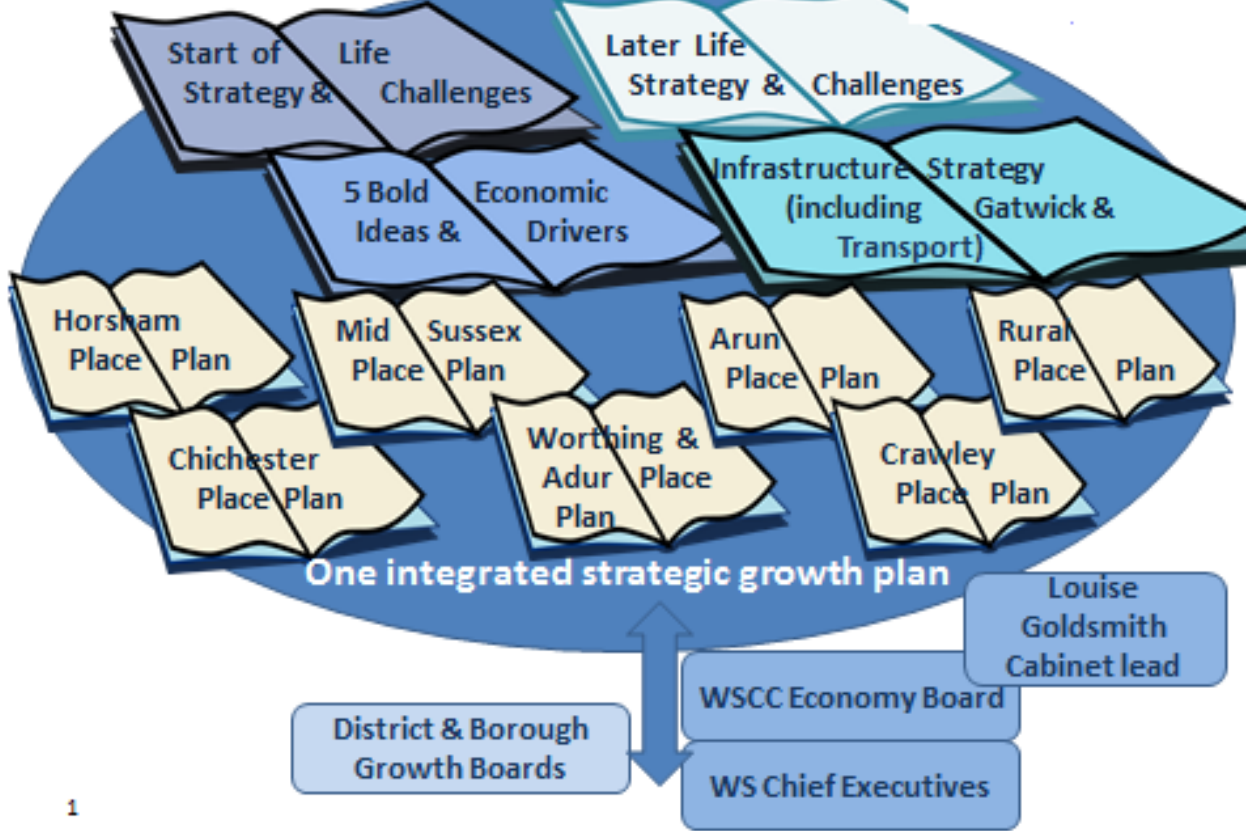 Start of Life
Strategy & Challenges
Later Life
Strategy & Challenges
5 Bold Economic
Ideas & Drivers
Infrastructure Strategy
(including Gatwick &
Transport)
Horsham
Place Plan
Mid Sussex
Place Plan
Arun
Place Plan
Rural
Place Plan
Chichester
Place Plan
Worthing &
Adur Place
Plan
Crawley
Place Plan
One integrated strategic growth plan
Louise
Goldsmith
Cabinet lead
WSCC Economy Board
District & Borough
Growth Boards
WS Chief Executives
1